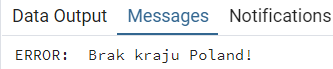 Data Output Messages Notifications
ERROR:  Brak kraju Poland!